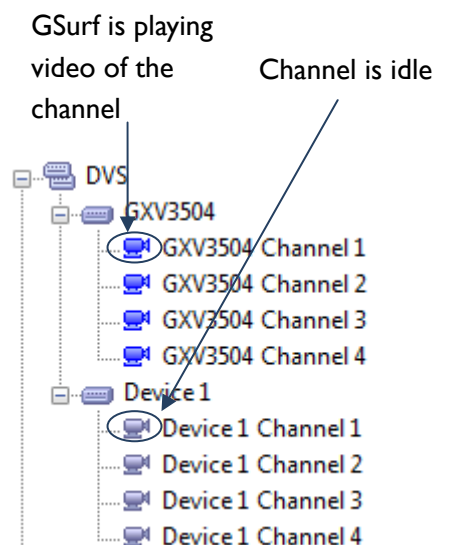 GSurf is playing
video of the
channel
Channel is idle
DVS
GXV3504
GXV3504 Channel 1
GXV3504 Channel 2
GXV3504 Channel 3
GXV3504 Channel 4
Device 1
Device 1 Channel 1
Device 1 Channel 2
Device 1 Channel 3
Device 1 Channel 4